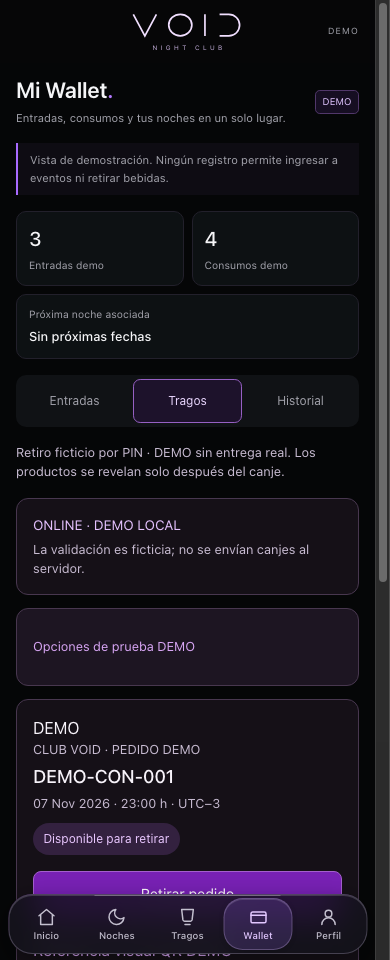 VOID
NIGHT CLUB
DEMO
Mi Wallet.
Entradas, consumos y tus noches en un solo lugar.
DEMO
Vista de demostración. Ningún registro permite ingresar a
eventos ni retirar bebidas.
3
Entradas demo
4
Consumos demo
Próxima noche asociada
Sin próximas fechas
Entradas
Tragos
Historial
Retiro ficticio por PIN · DEMO sin entrega real. Los
productos se revelan solo después del canje.
ONLINE · DEMO LOCAL
La validación es ficticia; no se envían canjes al
servidor.
Opciones de prueba DEMO
DEMO
CLUB VOID · PEDIDO DEMO
DEMO-CON-001
07 Nov 2026 · 23:00 h · UTC−3
Disponible para retirar
Retirar pedido
Inicio
Noches
Tragos
Wallet
Perfil